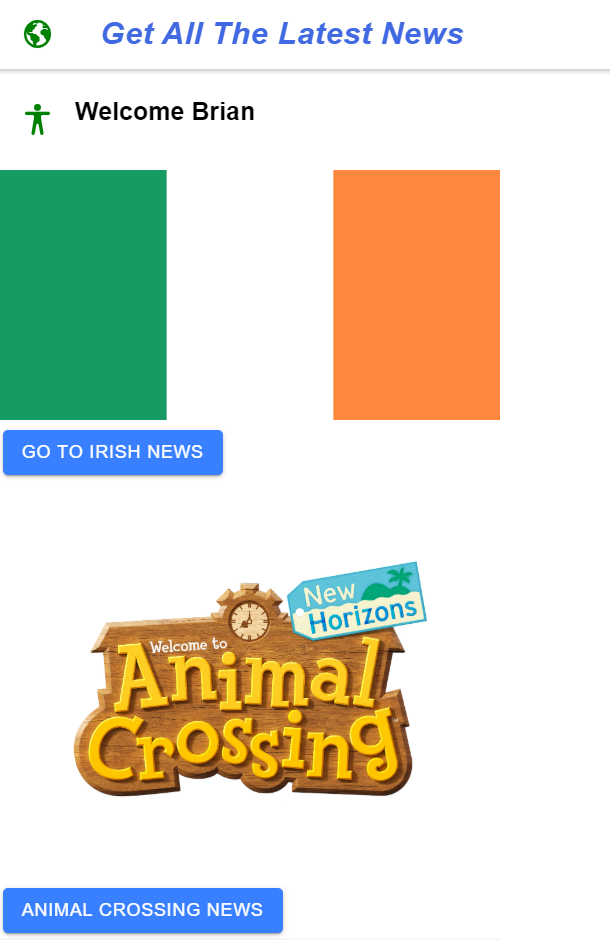 Get All The Latest News
Welcome Brian
GO TO IRISH NEWS
New
Horizons
Welcome to
Animal
Crossing
ANIMAL CROSSING NEWS